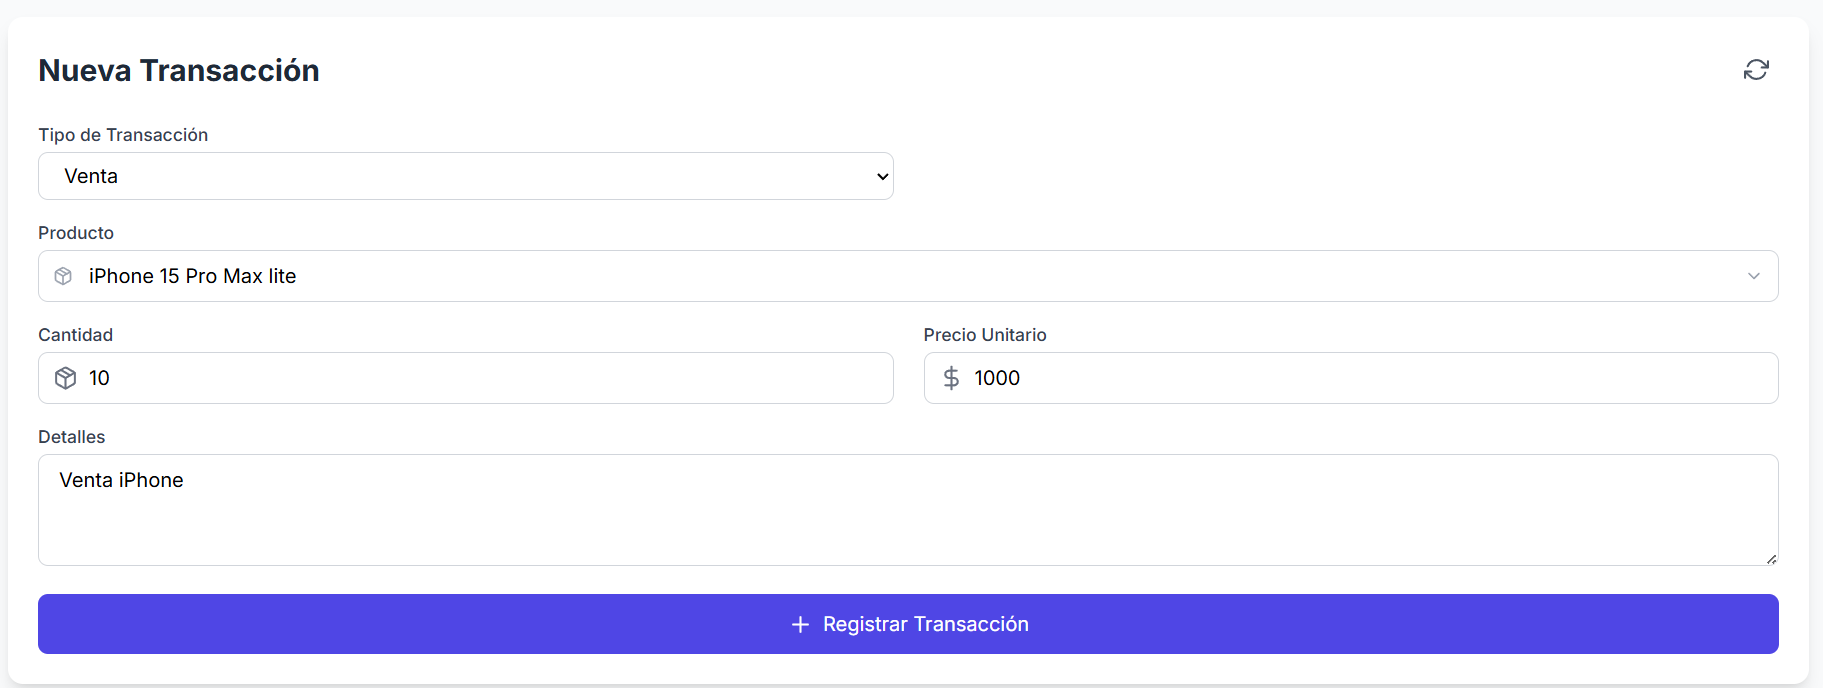 Nueva Transacción
Tipo de Transacción
Venta
Producto
iPhone 15 Pro Max lite
Cantidad
Precio Unitario
10
$ 1000
Detalles
Venta iPhone
+ Registrar Transacción